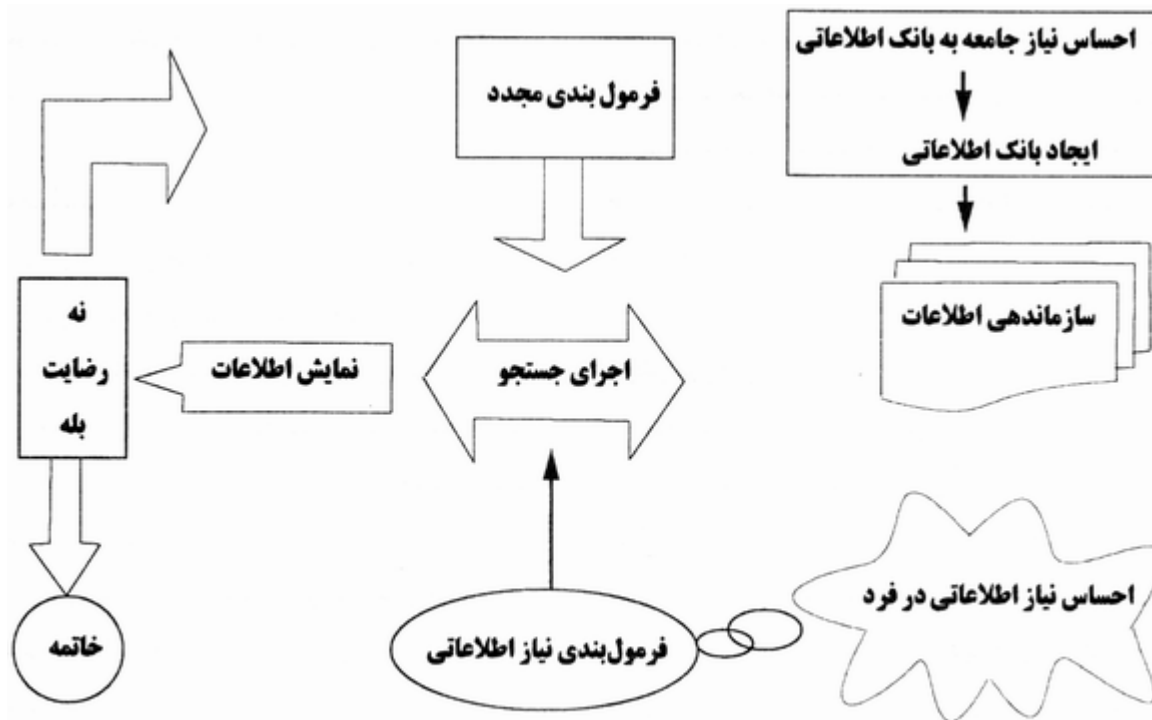 احساس نیاز جامعه به بانک اطلاعاتی
ایجاد بانک اطلاعاتی
سازماندهی اطلاعات
فرمول بندی مجدد
اجرای جستجو
نمایش اطلاعات
نه
رضایت
بله
خاتمه
احساس نیاز اطلاعاتی در فرد
فرمول‌بندی نیاز اطلاعاتی